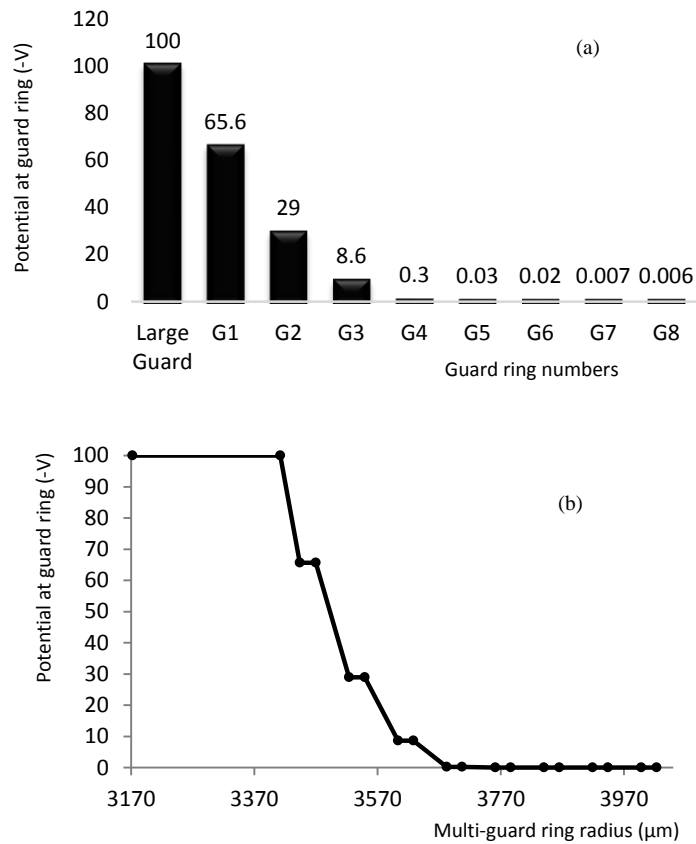 120
100
80
60
40
20
0
Potential at guard ring (-V)
(a)
100
65.6
29
8.6
0.3
0.03
0.02
0.007
0.006
Large Guard
G1
G2
G3
G4
G5
G6
G7
G8
Guard ring numbers
100
90
80
70
60
50
40
30
20
10
0
Potential at guard ring (-V)
(b)
3170
3370
3570
3770
3970
Multi-guard ring radius (µm)